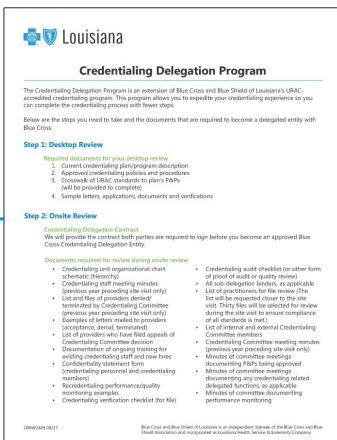 Louisiana
Credentialing Delegation Program
The Credentialing Delegation Program is an extension of Blue Cross and Blue Shield of Louisiana's URAC-
accredited credentialing program. This program allows you to expedite your credentialing experience so you
can complete the credentialing process with fewer steps.
Below are the steps you need to take and the documents that are required to become a delegated entity with
Blue Cross.
Step 1: Desktop Review
Required documents for your desktop review
1. Current credentialing plan/program description
2. Approved credentialing policies and procedures
3. Crosswalk of URAC standards to plan's P&Ps
(will be provided to complete)
4. Sample letters, applications, documents and verifications
Step 2: Onsite Review
Credentialing Delegation Contract
We will provide the contract both parties are required to sign before you become an approved Blue
Cross Credentialing Delegation Entity.
Documents required for review during onsite review
• Credentialing unit organizational chart
schematic (hierarchy)
• Credentialing staff meeting minutes
(previous year preceding site visit only)
• List and files of providers denied/
terminated by Credentialing Committee
(previous year preceding site visit only)
• Examples of letters mailed to providers
(acceptance, denial, terminated)
• List of providers who have filed appeals of
Credentialing Committee decision
• Documentation of ongoing training for
existing credentialing staff and new hires
• Confidentiality statement form
(credentialing personnel and credentialing
members)
• Recredentialing performance/quality
monitoring examples
• Credentialing verification checklist (for file)
• Credentialing audit checklist (or other form
of proof of audit or quality review)
• All sub-delegation binders, as applicable
• List of practitioners for file review (The
list will be requested closer to the site
visit. Thirty files will be selected for review
during the site visit to ensure compliance
of all standards is met.)
• List of internal and external Credentialing
Committee members
• Credentialing Committee meeting minutes
(previous year preceding site visit only)
• Minutes of committee meetings
documenting P&Ps being approved
• Minutes of committee meetings
documenting any credentialing related
delegated functions, as applicable
• Minutes of committee documenting
performance monitoring
18NW2449 08/17
Blue Cross and Blue Shield of Louisiana is an independent licensee of the Blue Cross and Blue
Shield Association and incorporated as Louisiana Health Service & Indemnity Company